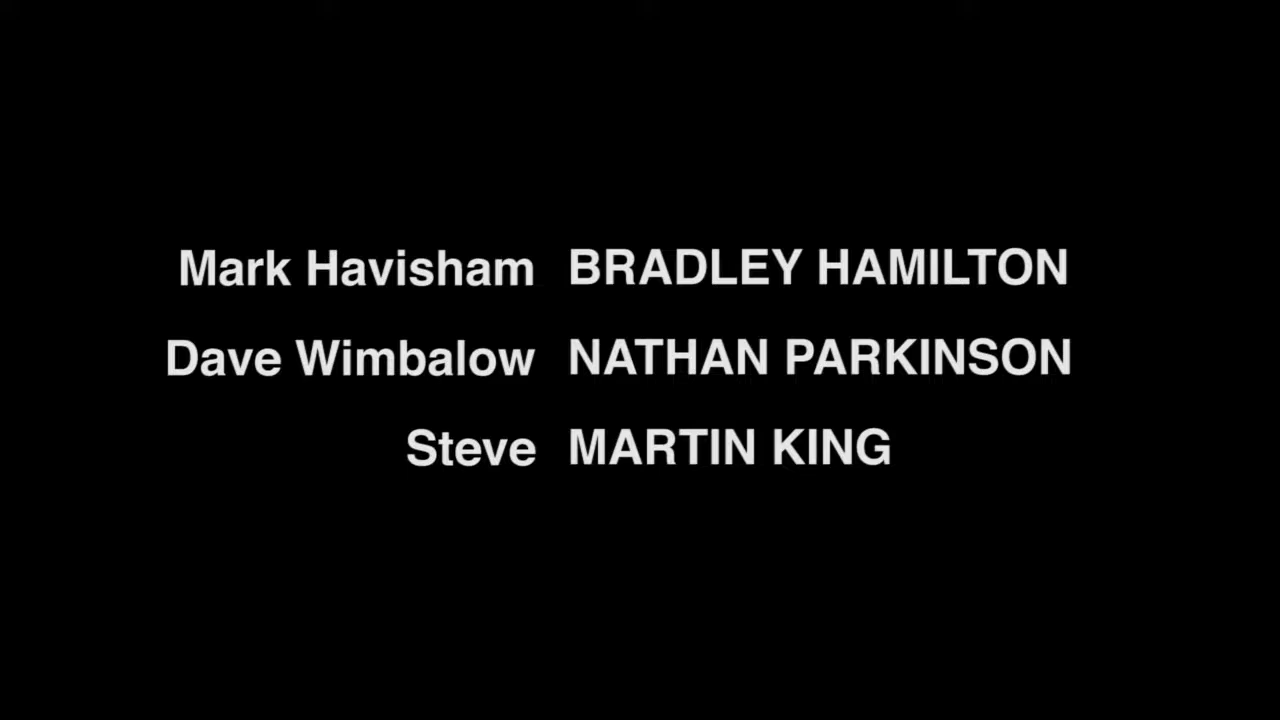 Mark Havisham BRADLEY HAMILTON
Dave Wimbalow NATHAN PARKINSON
Steve MARTIN KING